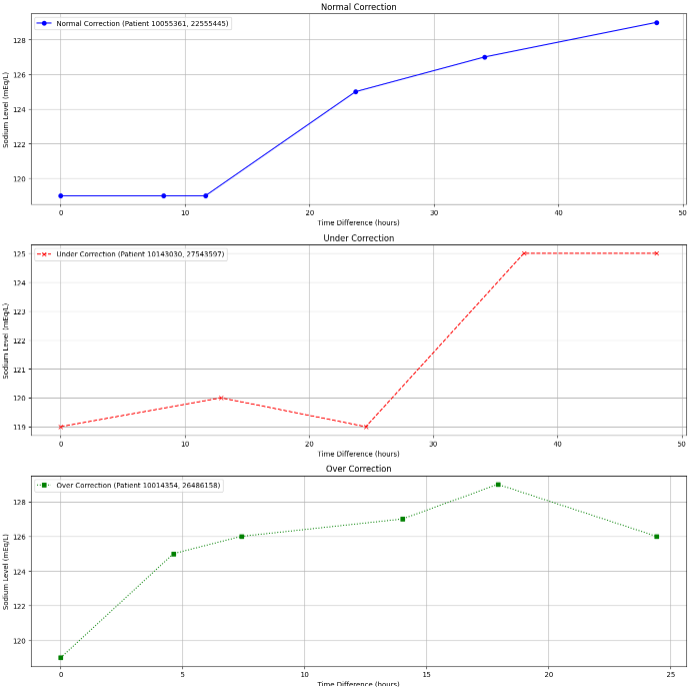 Normal Correction
Normal Correction (Patient 10055361, 22555445)
Sodium Level (mEq/L)
128
126
124
122
120
0 10 20 30 40 50
Time Difference (hours)
Under Correction
Under Correction (Patient 10143030, 27543597)
Sodium Level (mEq/L)
125
124
123
122
121
120
119
0 10 20 30 40 50
Time Difference (hours)
Over Correction
Over Correction (Patient 10014354, 26486158)
Sodium Level (mEq/L)
128
126
124
122
120
0 5 10 15 20 25
Time Difference (hours)